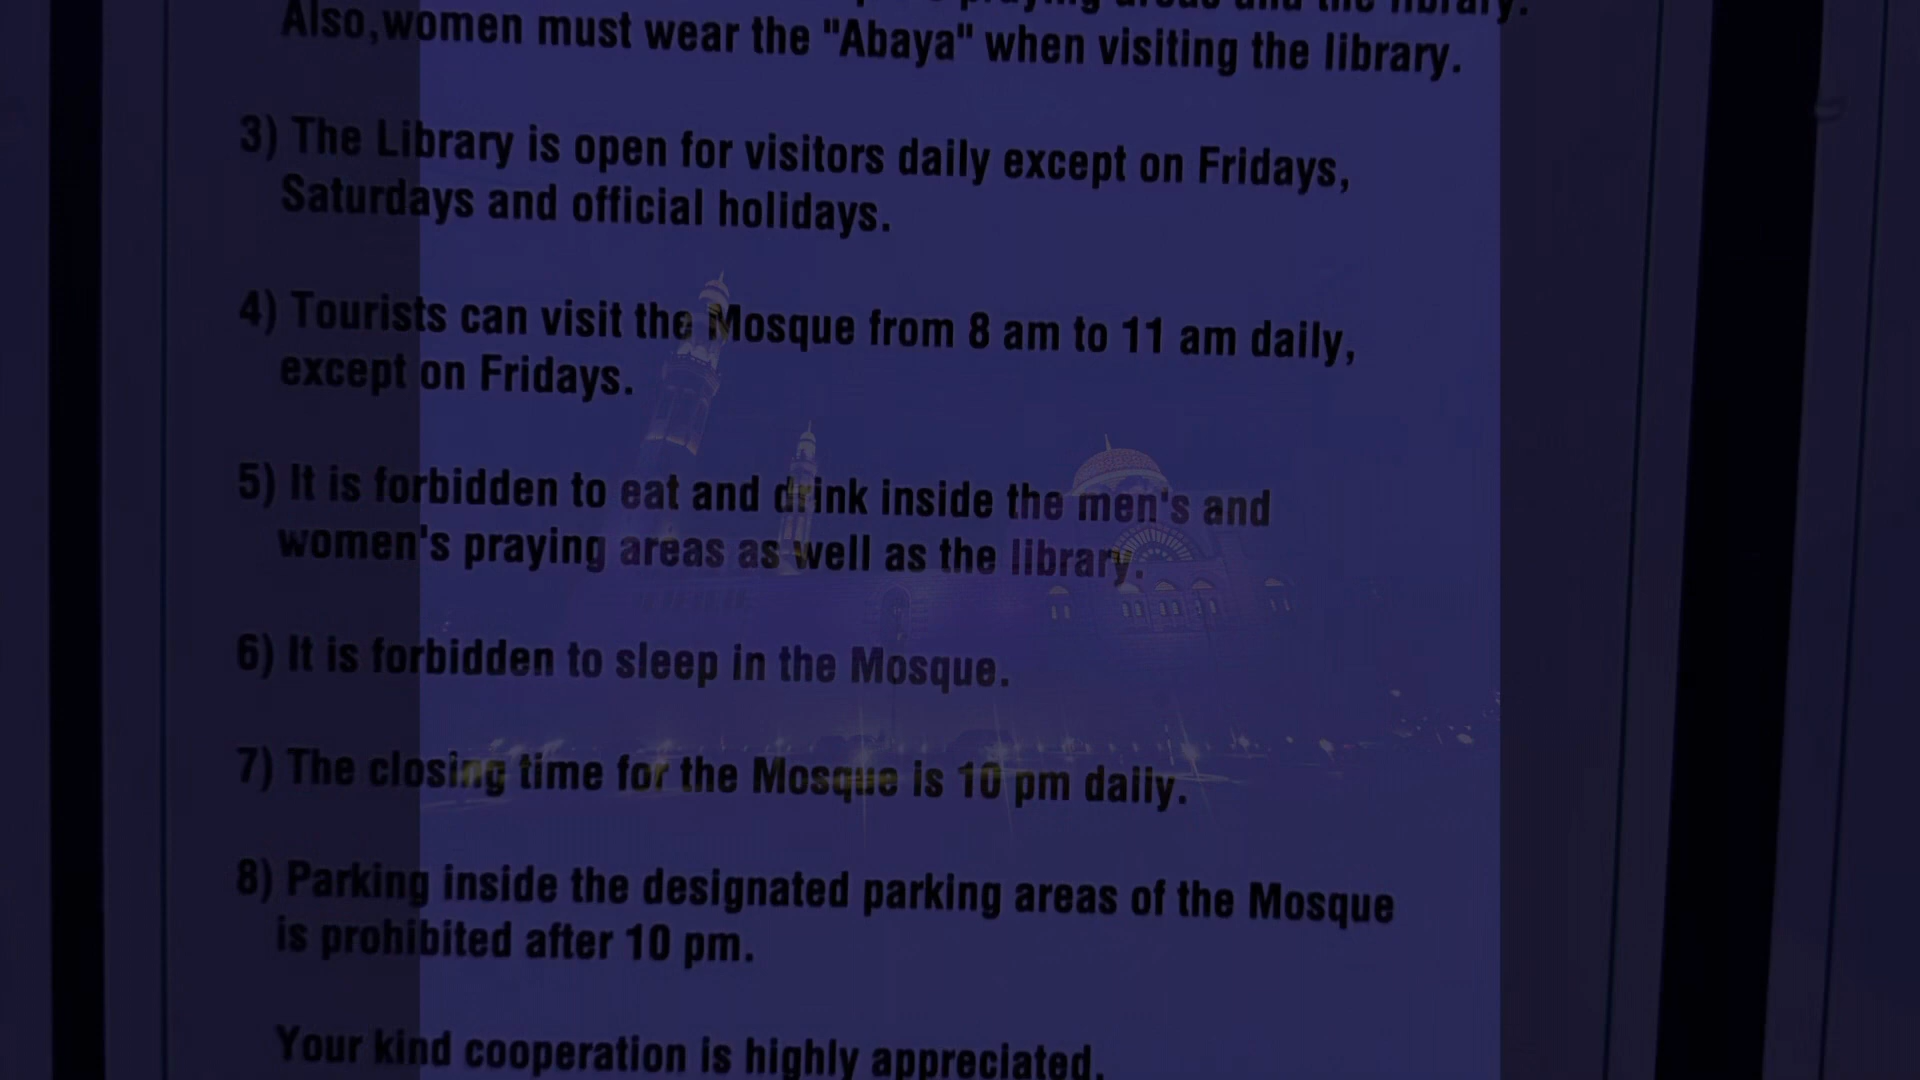 praying areas and the library.
Also,women must wear the "Abaya" when visiting the library.
3) The Library is open for visitors daily except on Fridays,
Saturdays and official holidays.
4) Tourists can visit the Mosque from 8 am to 11 am daily,
except on Fridays.
5) It is forbidden to eat and drink inside the men's and
women's praying areas as well as the library.
6) It is forbidden to sleep in the Mosque.
7) The closing time for the Mosque is 10 pm daily.
8) Parking inside the designated parking areas of the Mosque
is prohibited after 10 pm.
Your kind cooperation is highly appreciated.